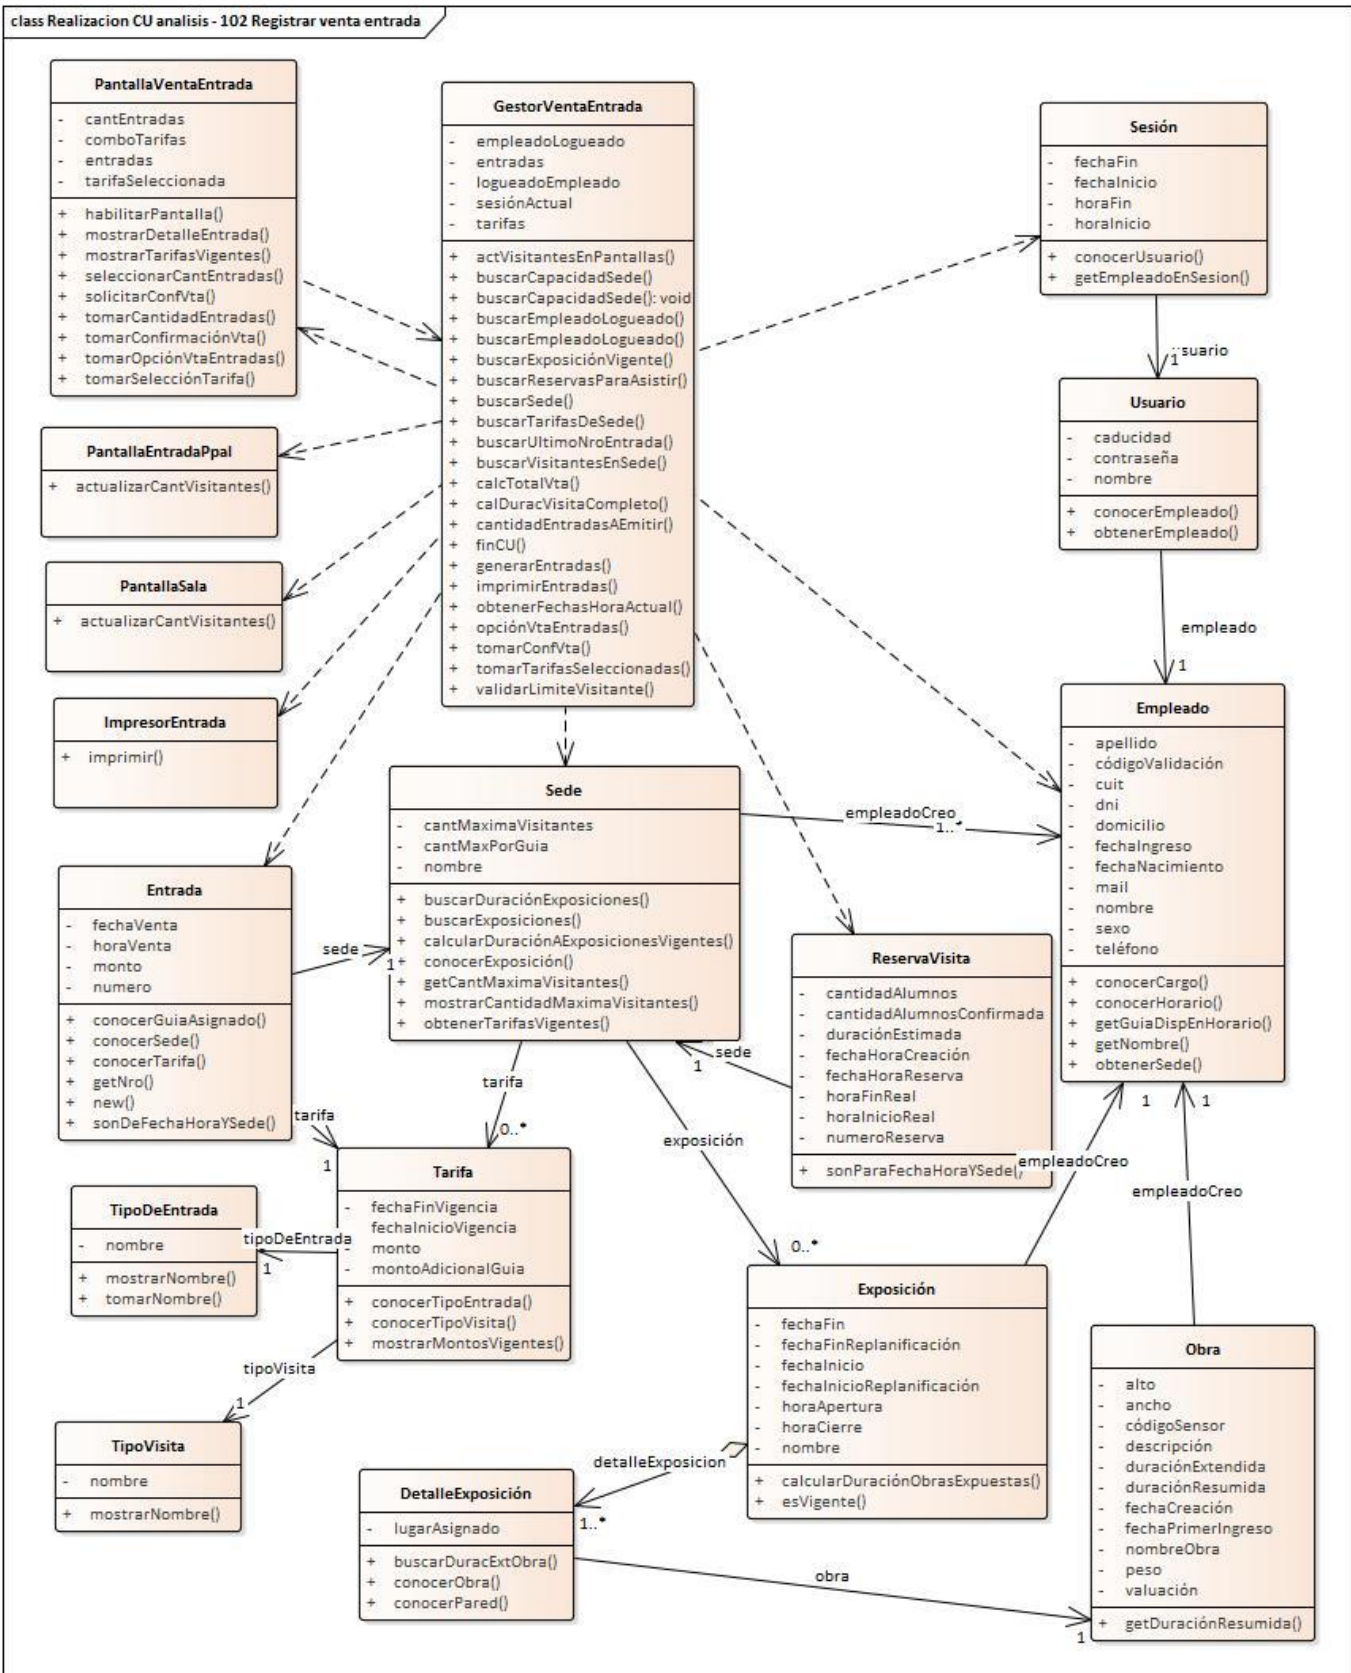 class Realizacion CU analisis - 102 Registrar venta entrada
PantallaVentaEntrada
- cantEntradas
- comboTarifas
- entradas
- tarifaSeleccionada
+ habilitarPantalla()
+ mostrarDetalleEntrada()
+ mostrarTarifasVigentes()
+ seleccionarCantEntradas()
+ solicitarConfVta()
+ tomarCantidadEntradas()
+ tomarConfirmaciónVta()
+ tomarOpciónVtaEntradas()
+ tomarSelecciónTarifa()
GestorVentaEntrada
- empleadoLogueado
- entradas
- logueadoEmpleado
- sesiónActual
- tarifas
+ actVisitantesEnPantallas()
+ buscarCapacidadSede()
+ buscarCapacidadSede(): void
+ buscarEmpleadoLogueado()
+ buscarEmpleadoLogueado()
+ buscarExposiciónVigente()
+ buscarReservasParaAsistir()
+ buscarSede()
+ buscarTarifasDeSede()
+ buscarUltimoNroEntrada()
+ buscarVisitantesEnSede()
+ calcTotalVta()
+ calDuracVisitaCompleto()
+ cantidadEntradasAEmitir()
+ finCU()
+ generarEntradas()
+ imprimirEntradas()
+ obtenerFechasHoraActual()
+ opciónVtaEntradas()
+ tomarConfVta()
+ tomarTarifasSeleccionadas()
+ validarLimiteVisitante()
Sesión
- fechaFin
- fechaInicio
- horaFin
- horaInicio
+ conocerUsuario()
+ getEmpleadoEnSesion()
suario
1
Usuario
- caducidad
- contraseña
- nombre
+ conocerEmpleado()
+ obtenerEmpleado()
empleado
1
PantallaEntradaPpal
+ actualizarCantVisitantes()
PantallaSala
+ actualizarCantVisitantes()
ImpresorEntrada
+ imprimir()
Empleado
- apellido
- códigoValidación
- cuit
- dni
- domicilio
- fechaIngreso
- fechaNacimiento
- mail
- nombre
- sexo
- teléfono
+ conocerCargo()
+ conocerHorario()
+ getGuiaDispEnHorario()
+ getNombre()
+ obtenerSede()
Sede
- cantMaximaVisitantes
- cantMaxPorGuia
- nombre
+ buscarDuraciónExposiciones()
+ buscarExposiciones()
+ calcularDuraciónAExposicionesVigentes()
+ conocerExposición()
+ getCantMaximaVisitantes()
+ mostrarCantidadMaximaVisitantes()
+ obtenerTarifasVigentes()
empleadoCreo
1..*
Entrada
- fechaVenta
- horaVenta
- monto
- numero
+ conocerGuiaAsignado()
+ conocerSede()
+ conocerTarifa()
+ getNro()
+ new()
+ sonDeFechaHoraYSede()
sede
1
ReservaVisita
- cantidadAlumnos
- cantidadAlumnosConfirmada
- duraciónEstimada
- fechaHoraCreación
- fechaHoraReserva
- horaFinReal
- horaInicioReal
- numeroReserva
+ sonParaFechaHoraYSede()
sede
1
tarifa
0..*
tarifa
1
exposición
0..*
empleadoCreo
1
empleadoCreo
1
Tarifa
- fechaFinVigencia
fechaInicioVigencia
- monto
- montoAdicionalGuia
+ conocerTipoEntrada()
+ conocerTipoVisita()
+ mostrarMontosVigentes()
TipoDeEntrada
- nombre
+ mostrarNombre()
+ tomarNombre()
tipoDeEntrada
1
tipoVisita
1
TipoVisita
- nombre
+ mostrarNombre()
Exposición
- fechaFin
- fechaFinReplanificación
- fechaInicio
- fechaInicioReplanificación
- horaApertura
- horaCierre
- nombre
+ calcularDuraciónObrasExpuestas()
+ esVigente()
detalleExposicion
1..*
DetalleExposición
- lugarAsignado
+ buscarDuracExtObra()
+ conocerObra()
+ conocerPared()
obra
1
Obra
- alto
- ancho
- códigoSensor
- descripción
- duraciónExtendida
- duraciónResumida
- fechaCreación
- fechaPrimerIngreso
- nombreObra
- peso
- valuación
+ getDuraciónResumida()